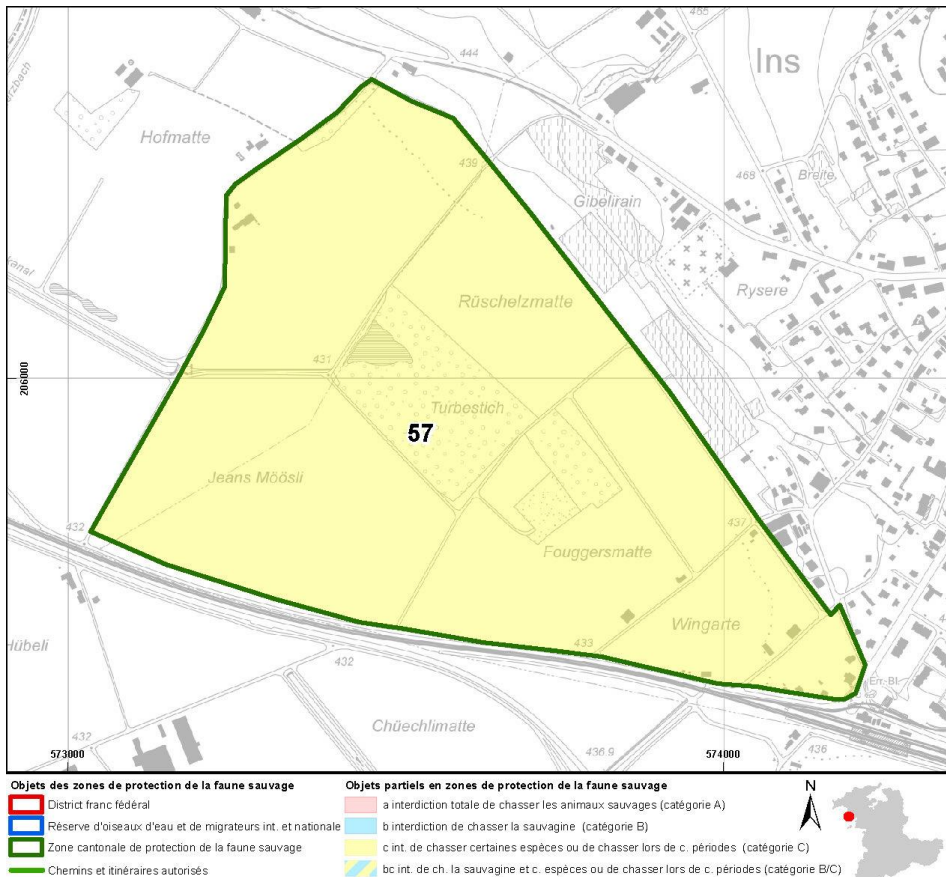 465
444
Ins
Hofmatte
439
468
Breite
Gibelirain
Rysere
Rüschelzmatte
431
206000
Turbestich
57
Jeans Möösli
437
432
Fouggersmatte
Wingarte
Hübeli
433
432
Err.-Bl.
Chüechlimatte
432
573000
436.9
574000
436
Objets des zones de protection de la faune sauvage
District franc fédéral
Réserve d'oiseaux d'eau et de migrateurs int. et nationale
Zone cantonale de protection de la faune sauvage
Chemins et itinéraires autorisés
Objets partiels en zones de protection de la faune sauvage
a interdiction totale de chasser les animaux sauvages (catégorie A)
b interdiction de chasser la sauvagine (catégorie B)
c int. de chasser certaines espèces ou de chasser lors de c. périodes (catégorie C)
bc int. de ch. la sauvagine et c. espèces ou de chasser lors de c. périodes (catégorie B/C)
N